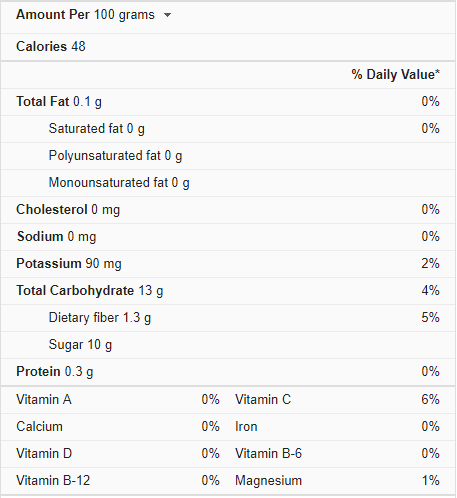 Amount Per 100 grams
Calories 48
% Daily Value*
Total Fat 0.1 g 0%
Saturated fat 0 g 0%
Polyunsaturated fat 0 g
Monounsaturated fat 0 g
Cholesterol 0 mg 0%
Sodium 0 mg 0%
Potassium 90 mg 2%
Total Carbohydrate 13 g 4%
Dietary fiber 1.3 g 5%
Sugar 10 g
Protein 0.3 g 0%
Vitamin A 0% Vitamin C 6%
Calcium 0% Iron 0%
Vitamin D 0% Vitamin B-6 0%
Vitamin B-12 0% Magnesium 1%